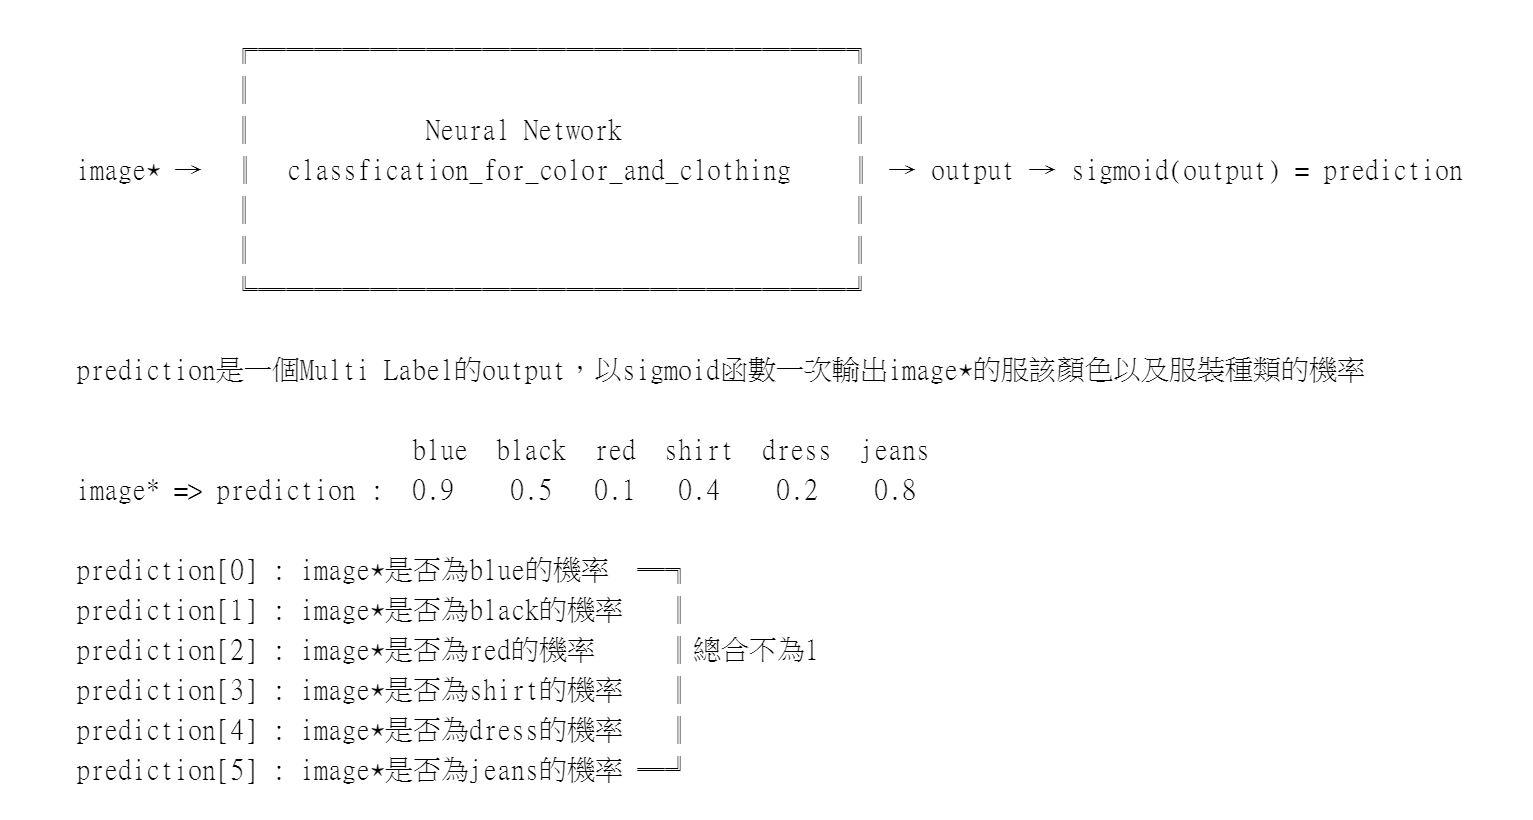 Neural Network
image★ → classfication_for_color_and_clothing → output → sigmoid(output) = prediction
prediction是一個Multi Label的output，以sigmoid函數一次輸出image★的服該顏色以及服裝種類的機率
blue black red shirt dress jeans
image* => prediction : 0.9 0.5 0.1 0.4 0.2 0.8
prediction[0] : image★是否為blue的機率
prediction[1] : image★是否為black的機率
prediction[2] : image★是否為red的機率 總合不為1
prediction[3] : image★是否為shirt的機率
prediction[4] : image★是否為dress的機率
prediction[5] : image★是否為jeans的機率